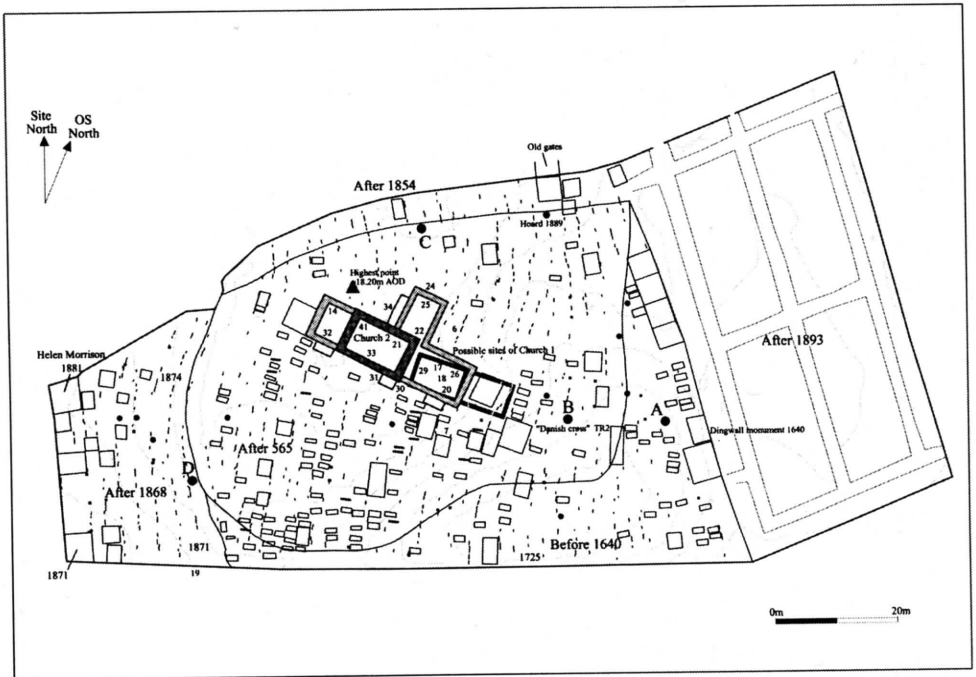 Site
North
OS
North
Old gates
After 1854
Hoard 1889
C
Highest point
18.20m AOD
24
25
34
14
41
22
6
After 1893
Church 2
21
32
Possible sites of Church 1
33
17
Helen Morrison
1881
29
26
18
1874
31
30
20
B
A
"Danish cross" TR2
Dingwall monument 1640
7
After 565
D
After 1868
Before 1640
1871
1725
1871
19
0m
20m